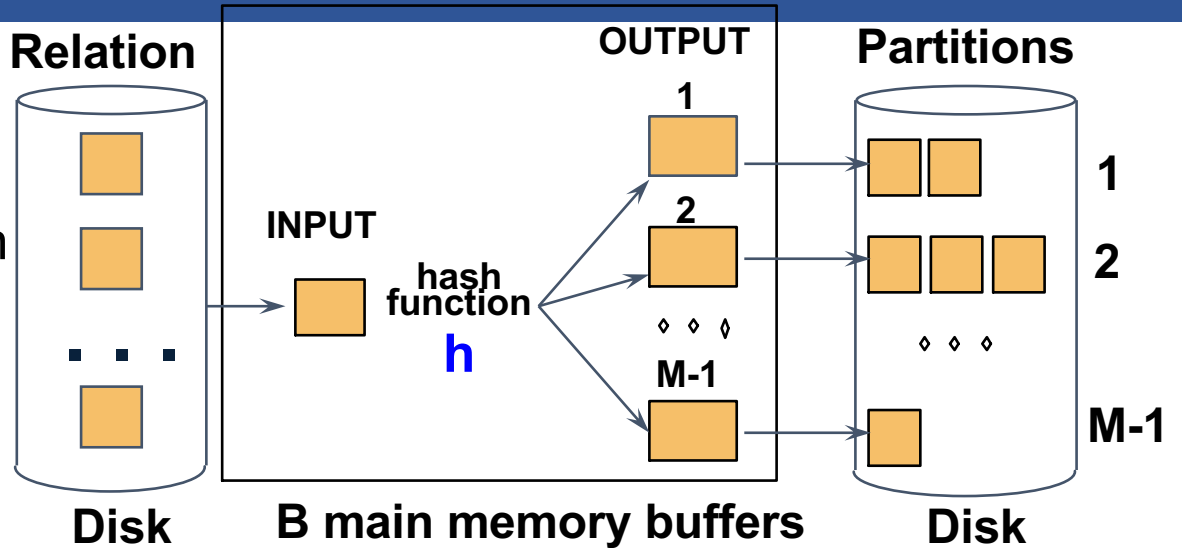 Relation
OUTPUT
Partitions
1
1
INPUT
2
2
hash
function
h
M-1
M-1
Disk
B main memory buffers
Disk